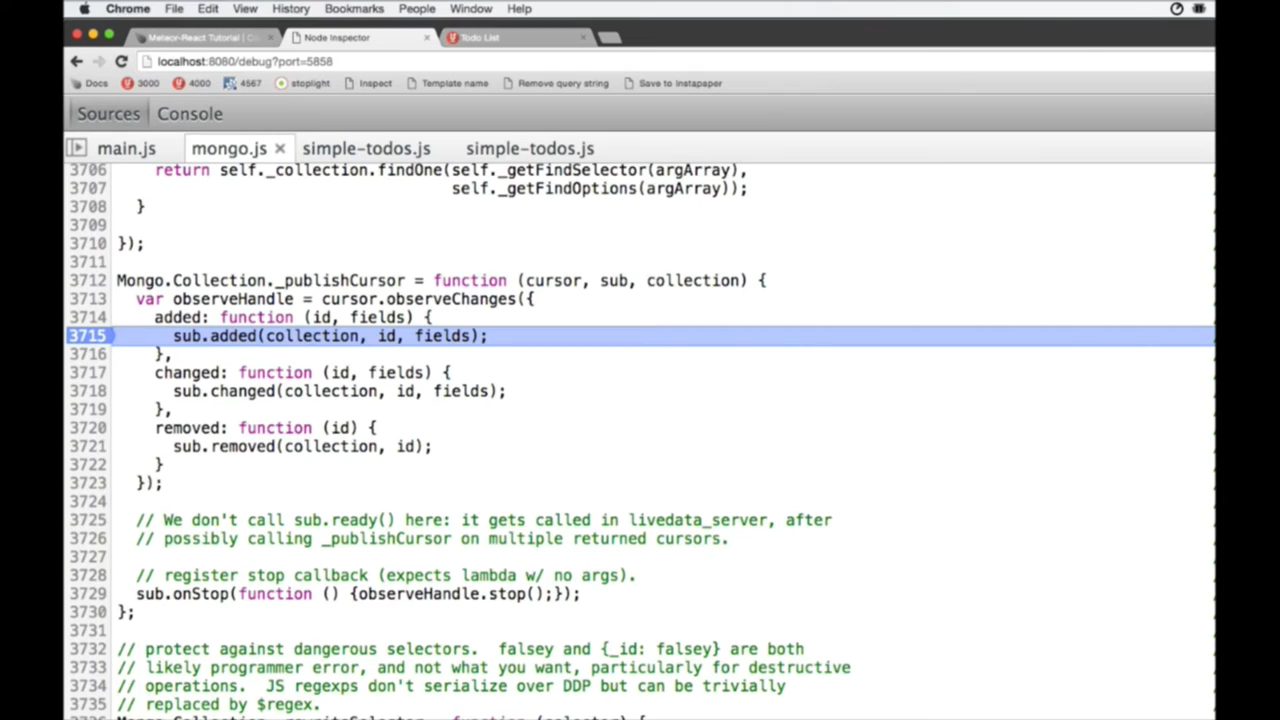 Chrome File Edit View History Bookmarks People Window Help
Meteor-React Tutorial | Node Inspector Todo List
localhost:8080/debug?port=5858
Docs 3000 4000 4567 stoplight Inspect Template name Remove query string Save to Instapaper
Sources Console
main.js mongo.js simple-todos.js simple-todos.js
3706 return self._collection.findOne(self._getFindSelector(argArray),
3707 self._getFindOptions(argArray));
3708 }
3709
3710 });
3711
3712 Mongo.Collection._publishCursor = function (cursor, sub, collection) {
3713 var observeHandle = cursor.observeChanges({
3714 added: function (id, fields) {
3715 sub.added(collection, id, fields);
3716 },
3717 changed: function (id, fields) {
3718 sub.changed(collection, id, fields);
3719 },
3720 removed: function (id) {
3721 sub.removed(collection, id);
3722 }
3723 });
3724
3725 // We don't call sub.ready() here: it gets called in livedata_server, after
3726 // possibly calling _publishCursor on multiple returned cursors.
3727
3728 // register stop callback (expects lambda w/ no args).
3729 sub.onStop(function () {observeHandle.stop();});
3730 };
3731
3732 // protect against dangerous selectors.  falsey and {_id: falsey} are both
3733 // likely programmer error, and not what you want, particularly for destructive
3734 // operations.  JS regexps don't serialize over DDP but can be trivially
3735 // replaced by $regex.